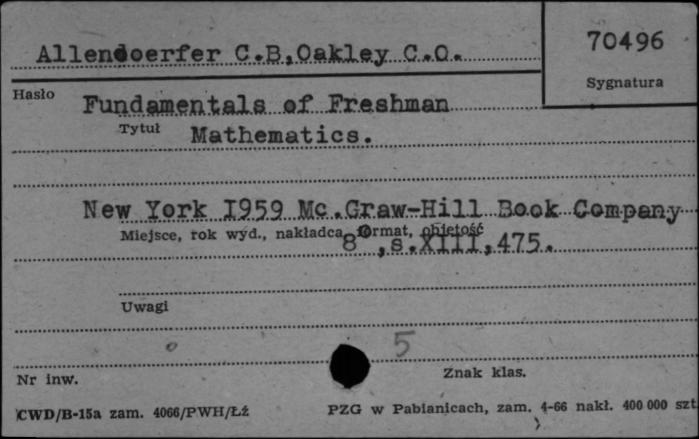 Allendoerfer C.B,Oakley C.O.
70496
Sygnatura
Hasło
Fundamentals of Freshman
Tytuł
Mathematics.
New York I959 Mc.Graw-Hill Book Company
Miejsce, rok wyd., nakładca, format, objętość
8°,s.XIII,475.
Uwagi
5
Nr inw.
Znak klas.
CWD/B-15a zam. 4066/PWH/Łź
PZG w Pabianicach, zam. 4-66 nakł. 400 000 szt